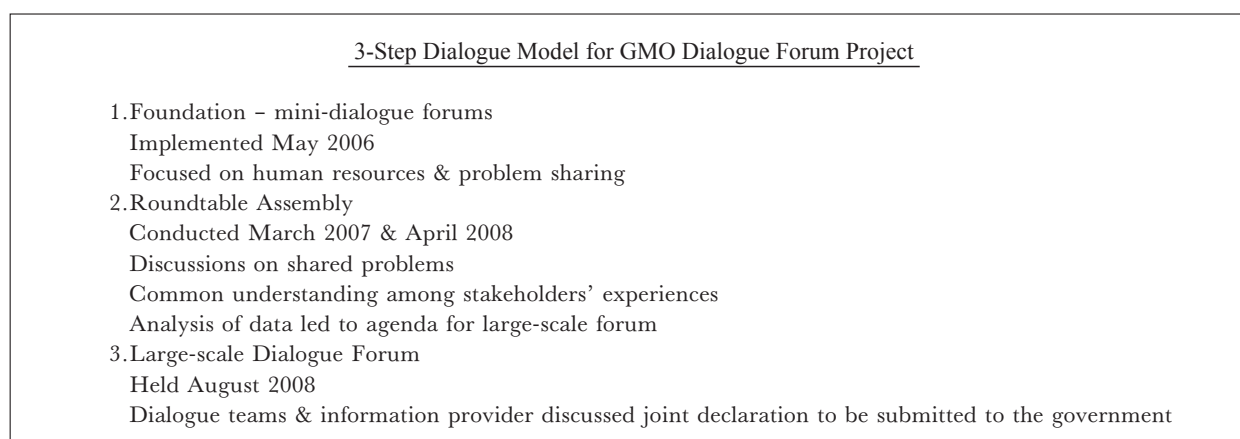 3-Step Dialogue Model for GMO Dialogue Forum Project
1.Foundation – mini-dialogue forums
Implemented May 2006
Focused on human resources & problem sharing
2.Roundtable Assembly
Conducted March 2007 & April 2008
Discussions on shared problems
Common understanding among stakeholders’ experiences
Analysis of data led to agenda for large-scale forum
3.Large-scale Dialogue Forum
Held August 2008
Dialogue teams & information provider discussed joint declaration to be submitted to the government